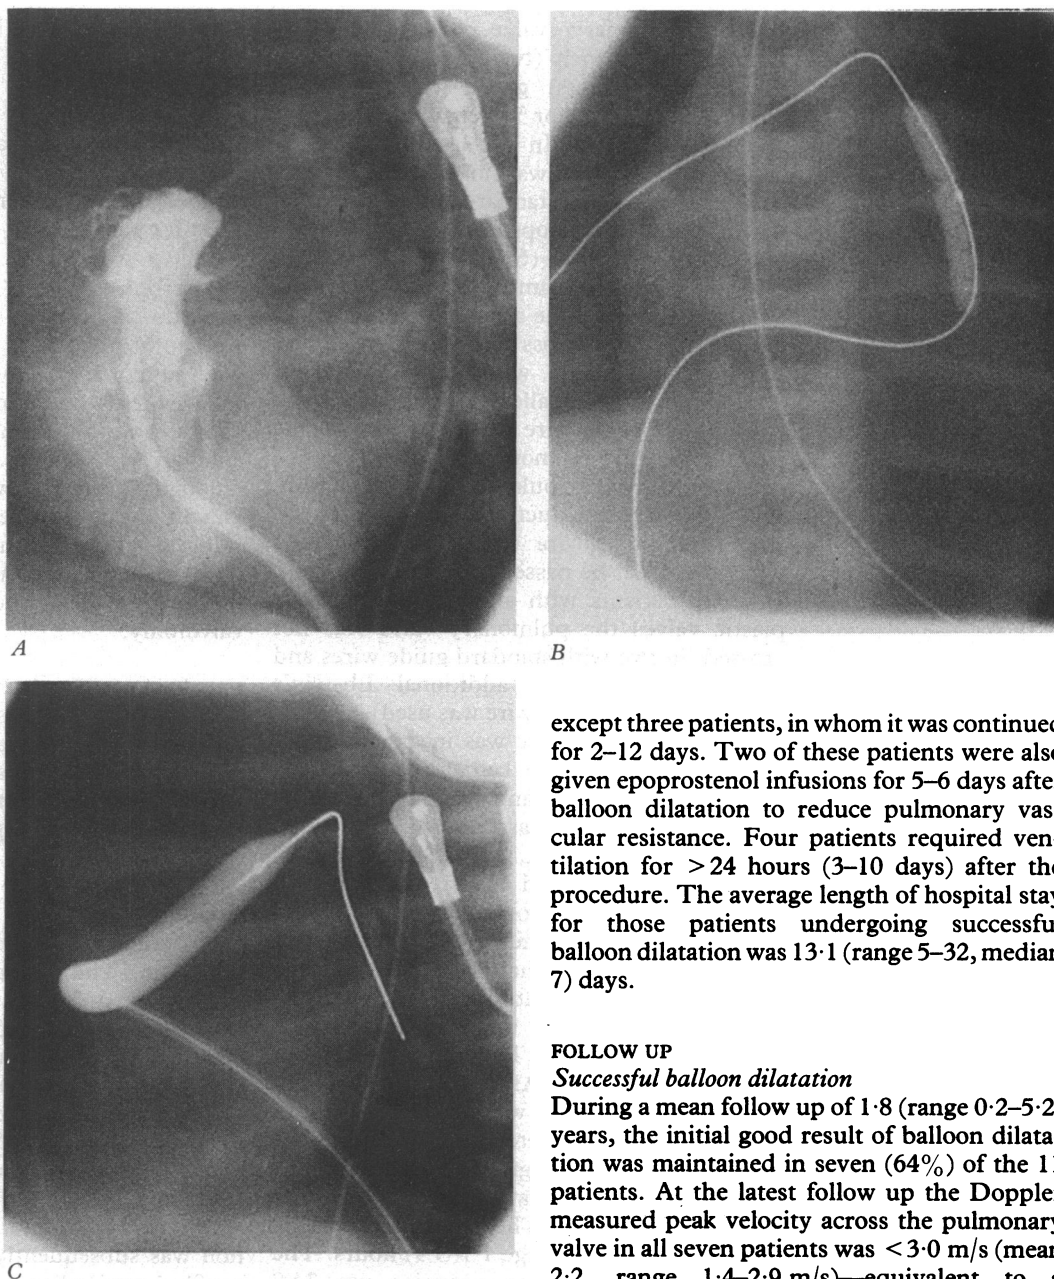 A
B
C
except three patients, in whom it was continued
for 2–12 days. Two of these patients were also
given epoprostenol infusions for 5–6 days after
balloon dilatation to reduce pulmonary vas-
cular resistance. Four patients required ven-
tilation for >24 hours (3–10 days) after the
procedure. The average length of hospital stay
for those patients undergoing successful
balloon dilatation was 13·1 (range 5–32, median
7) days.
FOLLOW UP
Successful balloon dilatation
During a mean follow up of 1·8 (range 0·2–5·2)
years, the initial good result of balloon dilata-
tion was maintained in seven (64%) of the 11
patients. At the latest follow up the Doppler
measured peak velocity across the pulmonary
valve in all seven patients was <3·0 m/s (mean
2·2, range 1·4–2·9 m/s)—equivalent to